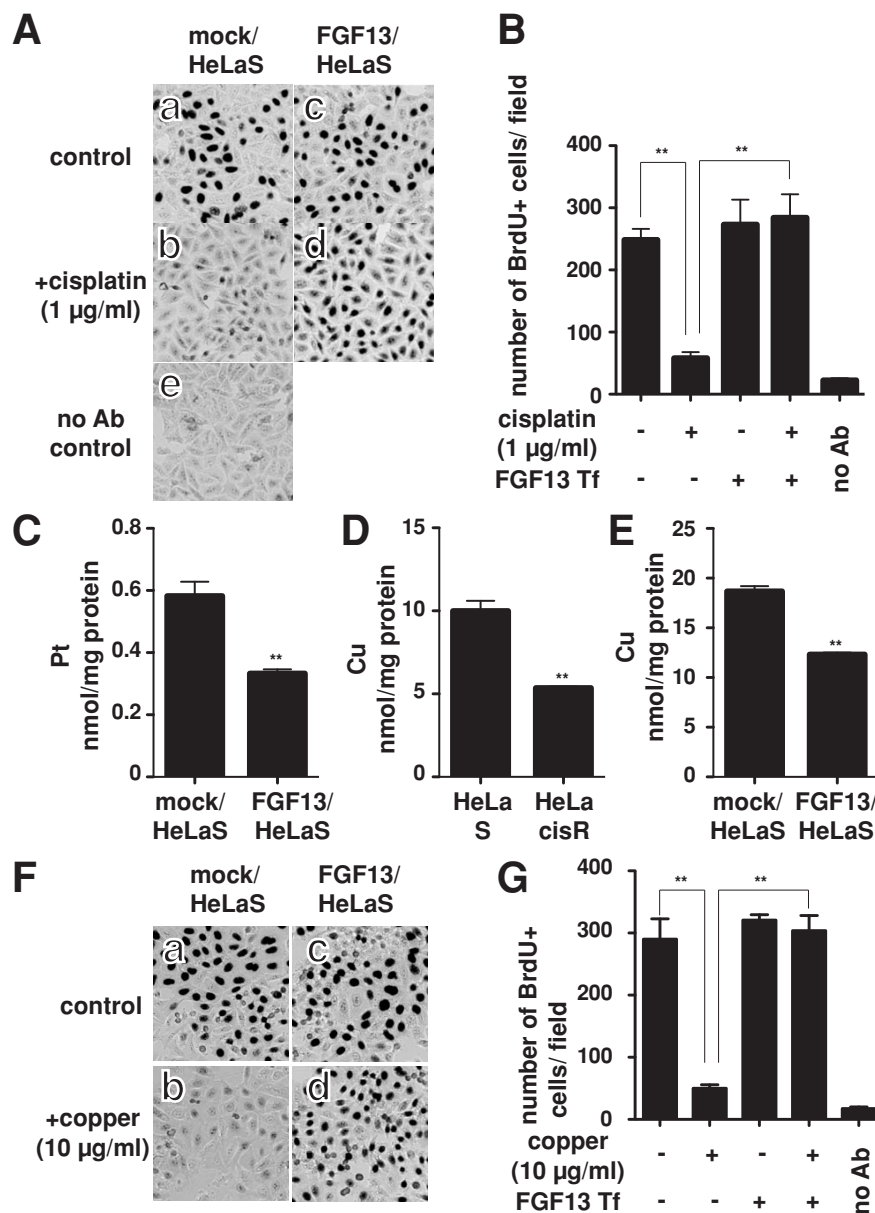 A
mock/
HeLaS
FGF13/
HeLaS
control
+cisplatin
(1 µg/ml)
no Ab
control
a
c
b
d
e
B
number of BrdU+ cells/ field
400
300
200
100
0
**
**
cisplatin
(1 µg/ml)
- + - +
FGF13 Tf
- - + +
no Ab
C
Pt
nmol/mg protein
0.8
0.6
0.4
0.2
0
**
mock/
HeLaS
FGF13/
HeLaS
D
Cu
nmol/mg protein
15
10
5
0
**
HeLa
S
HeLa
cisR
E
Cu
nmol/mg protein
25
20
15
10
5
0
**
mock/
HeLaS
FGF13/
HeLaS
F
mock/
HeLaS
FGF13/
HeLaS
control
+copper
(10 µg/ml)
a
c
b
d
G
number of BrdU+
cells/ field
400
300
200
100
0
**
**
copper
(10 µg/ml)
- + - +
FGF13 Tf
- - + +
no Ab